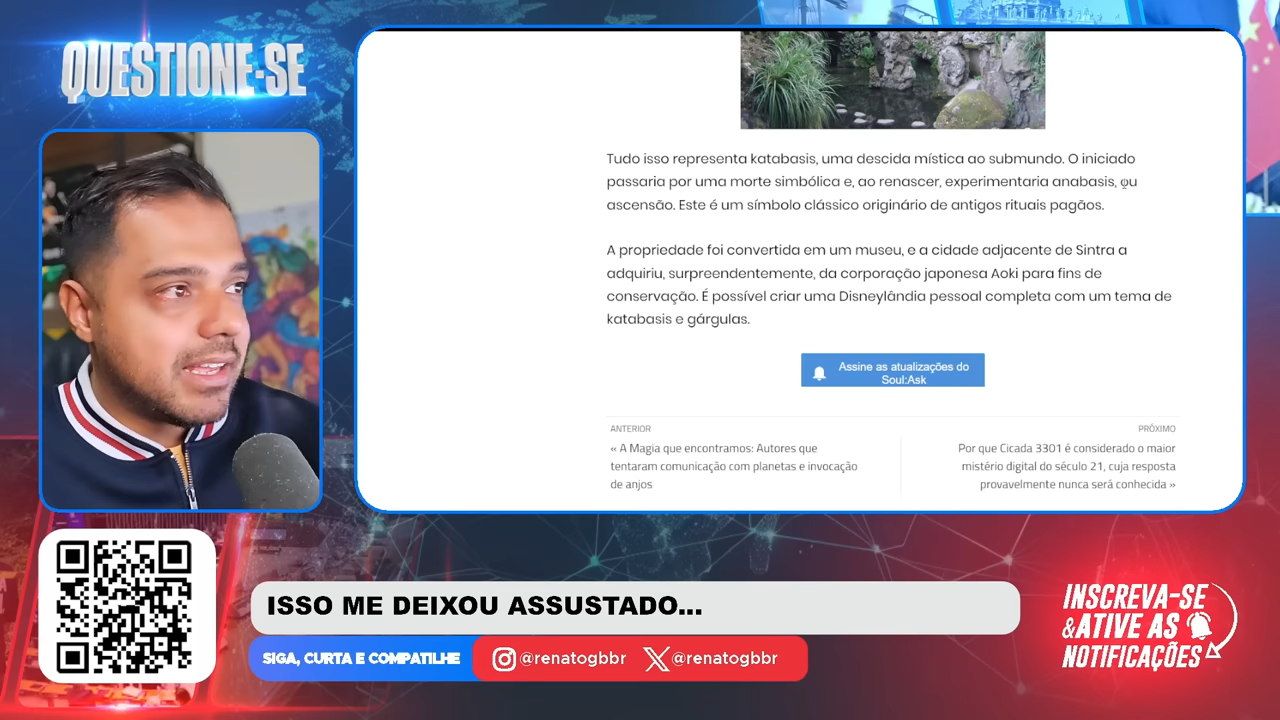 QUESTIONE-SE
Tudo isso representa katabasis, uma descida mística ao submundo. O iniciado
passaria por uma morte simbólica e, ao renascer, experimentaria anabasis, ou
ascensão. Este é um símbolo clássico originário de antigos rituais pagãos.
A propriedade foi convertida em um museu, e a cidade adjacente de Sintra a
adquiriu, surpreendentemente, da corporação japonesa Aoki para fins de
conservação. É possível criar uma Disneylândia pessoal completa com um tema de
katabasis e gárgulas.
Assine as atualizações do
Soul:Ask
ANTERIOR
« A Magia que encontramos: Autores que
tentaram comunicação com planetas e invocação
de anjos
PRÓXIMO
Por que Cicada 3301 é considerado o maior
mistério digital do século 21, cuja resposta
provavelmente nunca será conhecida »
ISSO ME DEIXOU ASSUSTADO...
SIGA, CURTA E COMPATILHE
@renatogbbr
@renatogbbr
INSCREVA-SE
&ATIVE AS
NOTIFICAÇÕES